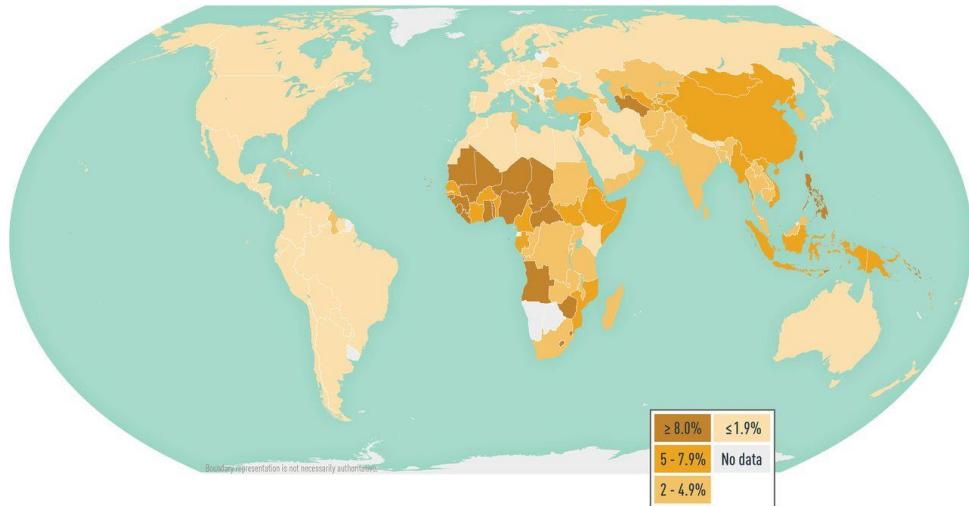 Boundary representation is not necessarily authoritative.
≥ 8.0% ≤1.9%
5 - 7.9% No data
2 - 4.9%